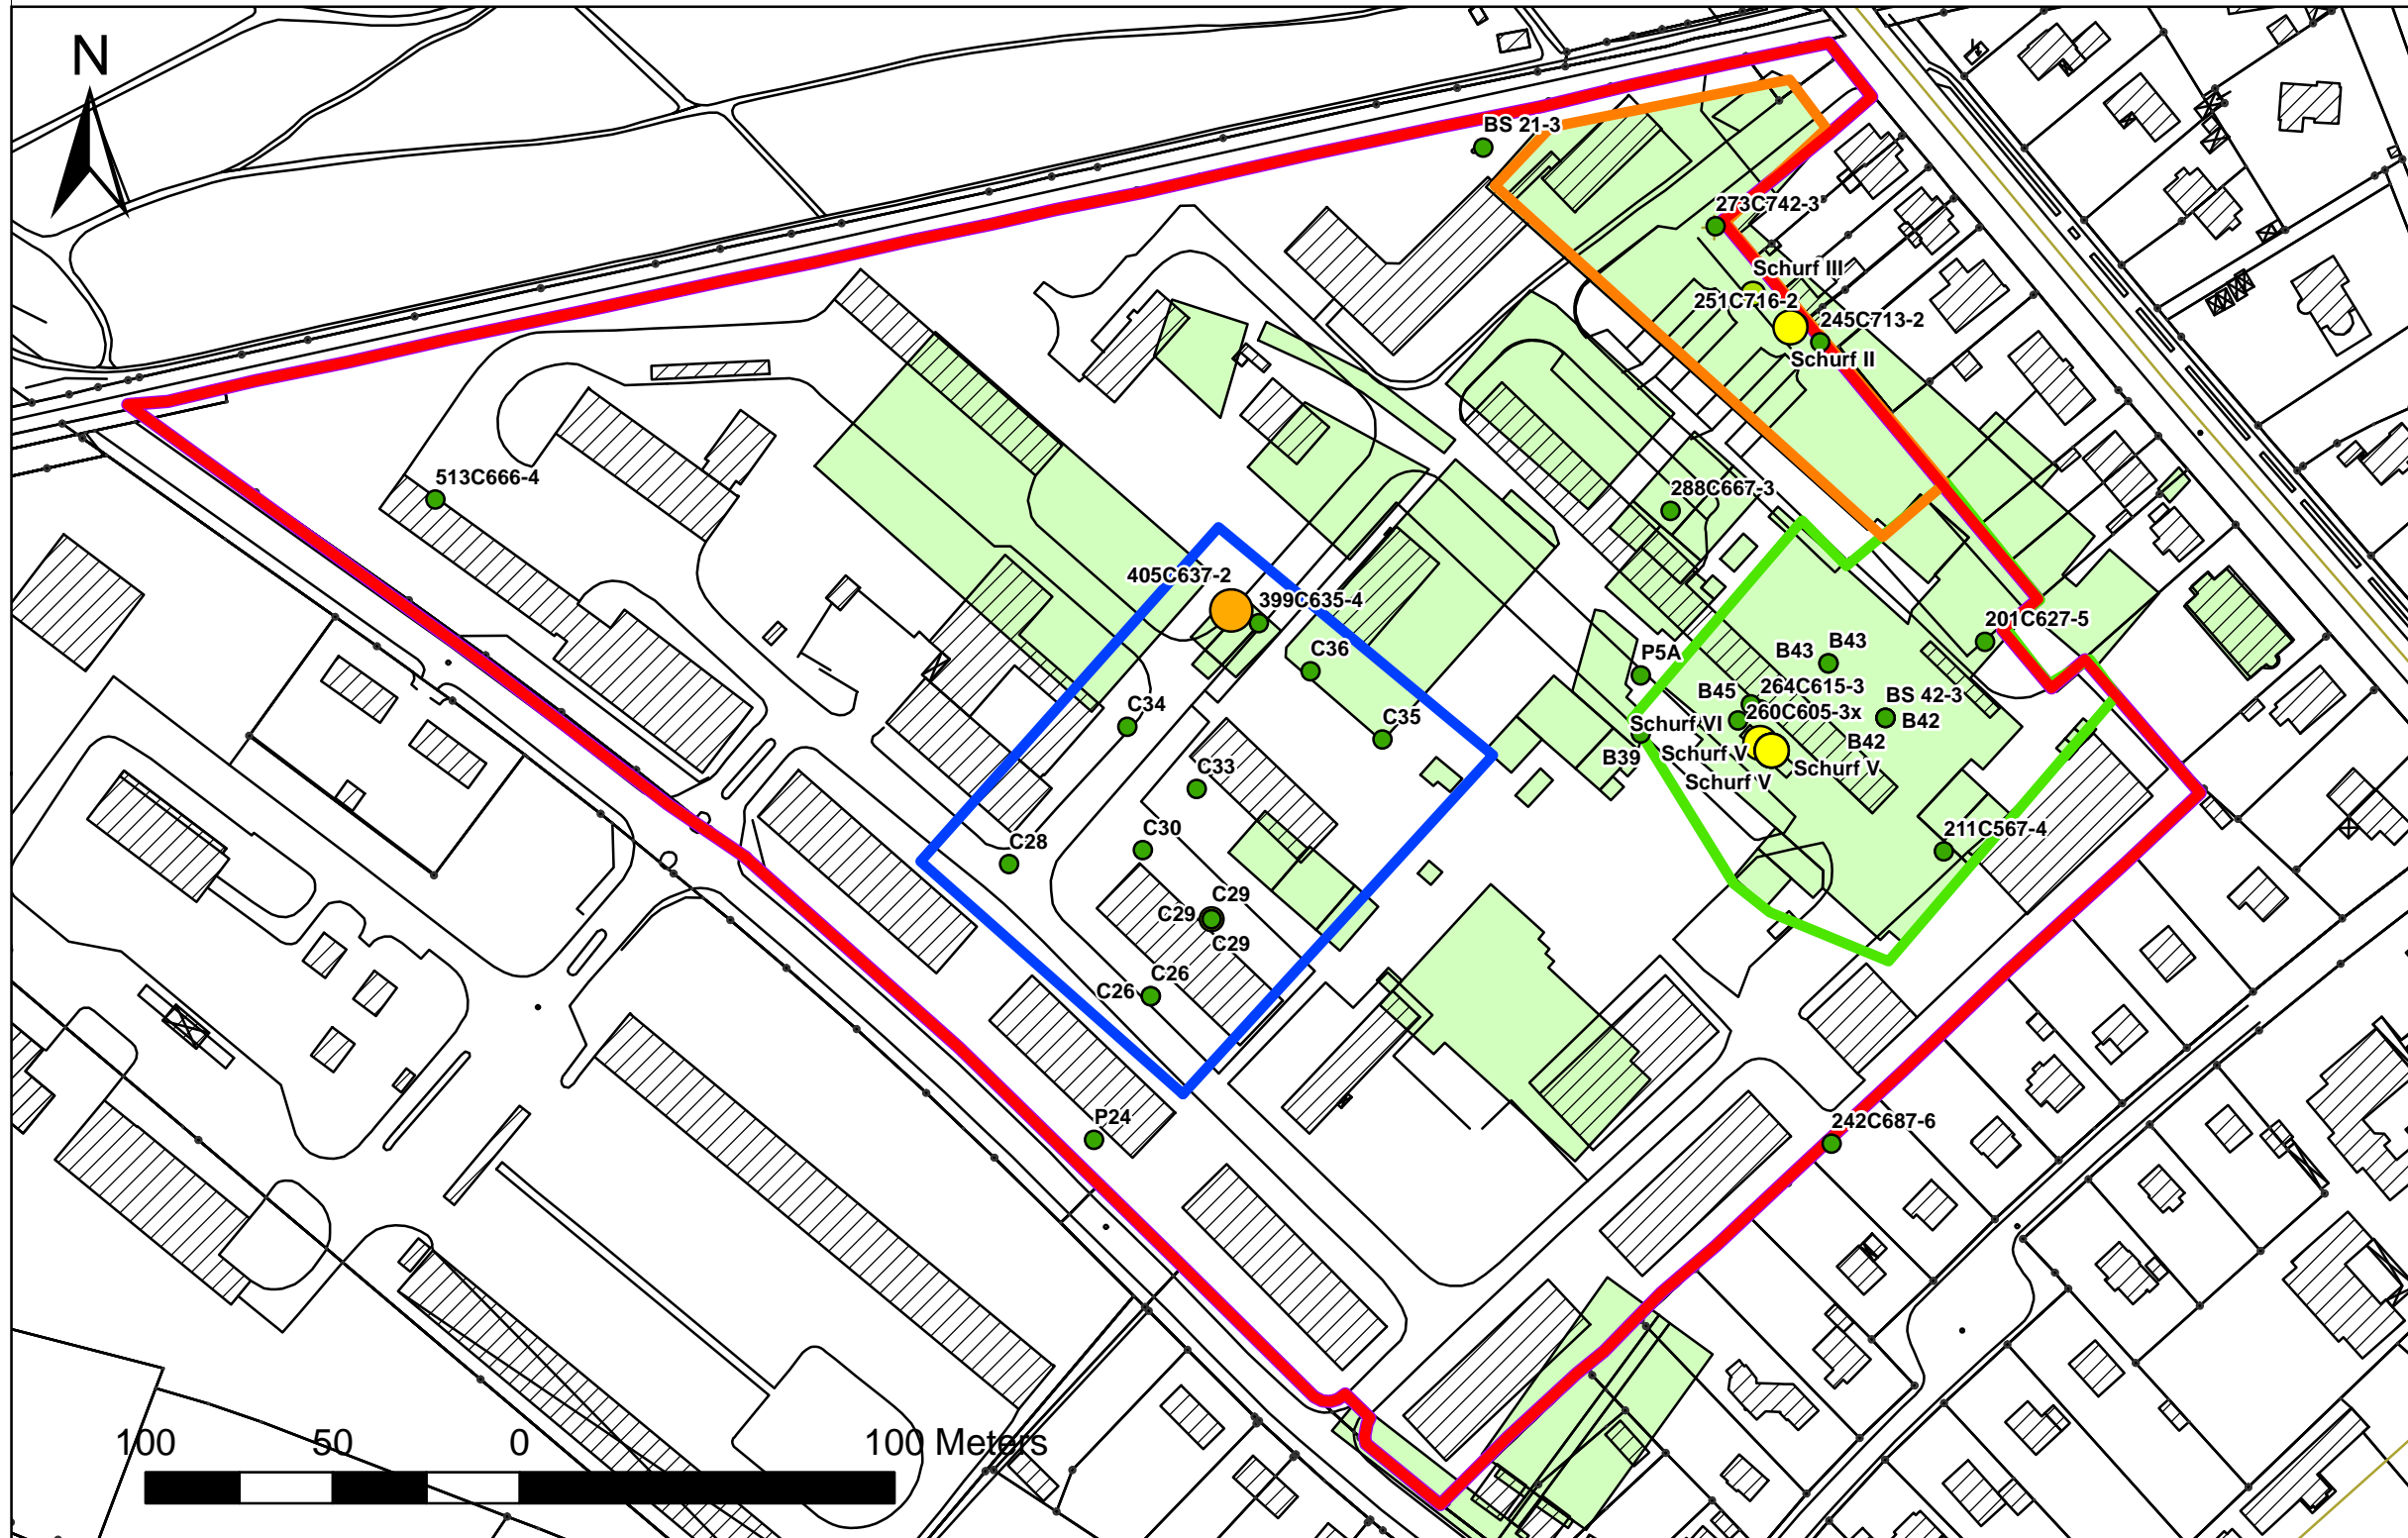 N
BS 21-3
273C742-3
Schurf III
251C716-2
245C713-2
Schurf II
513C666-4
288C667-3
405C637-2
399C635-4
201C627-5
C36
P5A
B43
B43
B45
264C615-3
BS 42-3
C34
260C605-3x
C35
Schurf VI
B42
B42
B39
Schurf V
Schurf V
Schurf V
C33
C30
C28
211C567-4
C29
C29
C29
C26
C26
P24
242C687-6
100 50 0 100 Meters